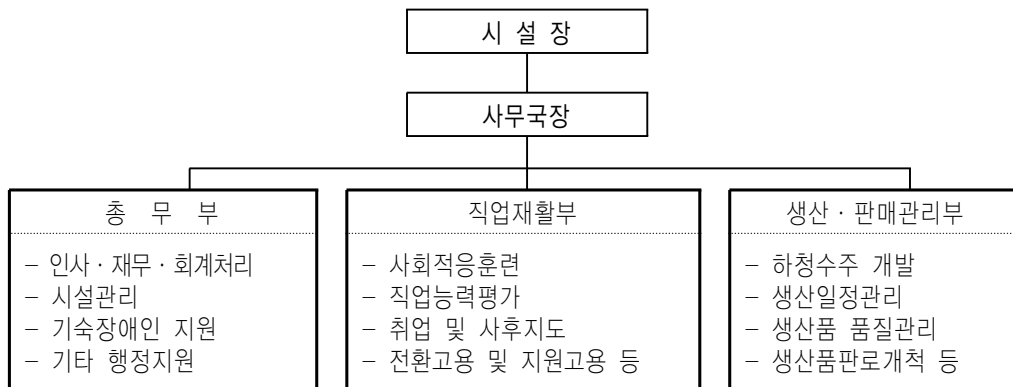 시 설 장
사무국장
총 무 부
- 인사 · 재무 · 회계처리
- 시설관리
- 기숙장애인 지원
- 기타 행정지원
직업재활부
- 사회적응훈련
- 직업능력평가
- 취업 및 사후지도
- 전환고용 및 지원고용 등
생산 · 판매관리부
- 하청수주 개발
- 생산일정관리
- 생산품 품질관리
- 생산품판로개척 등